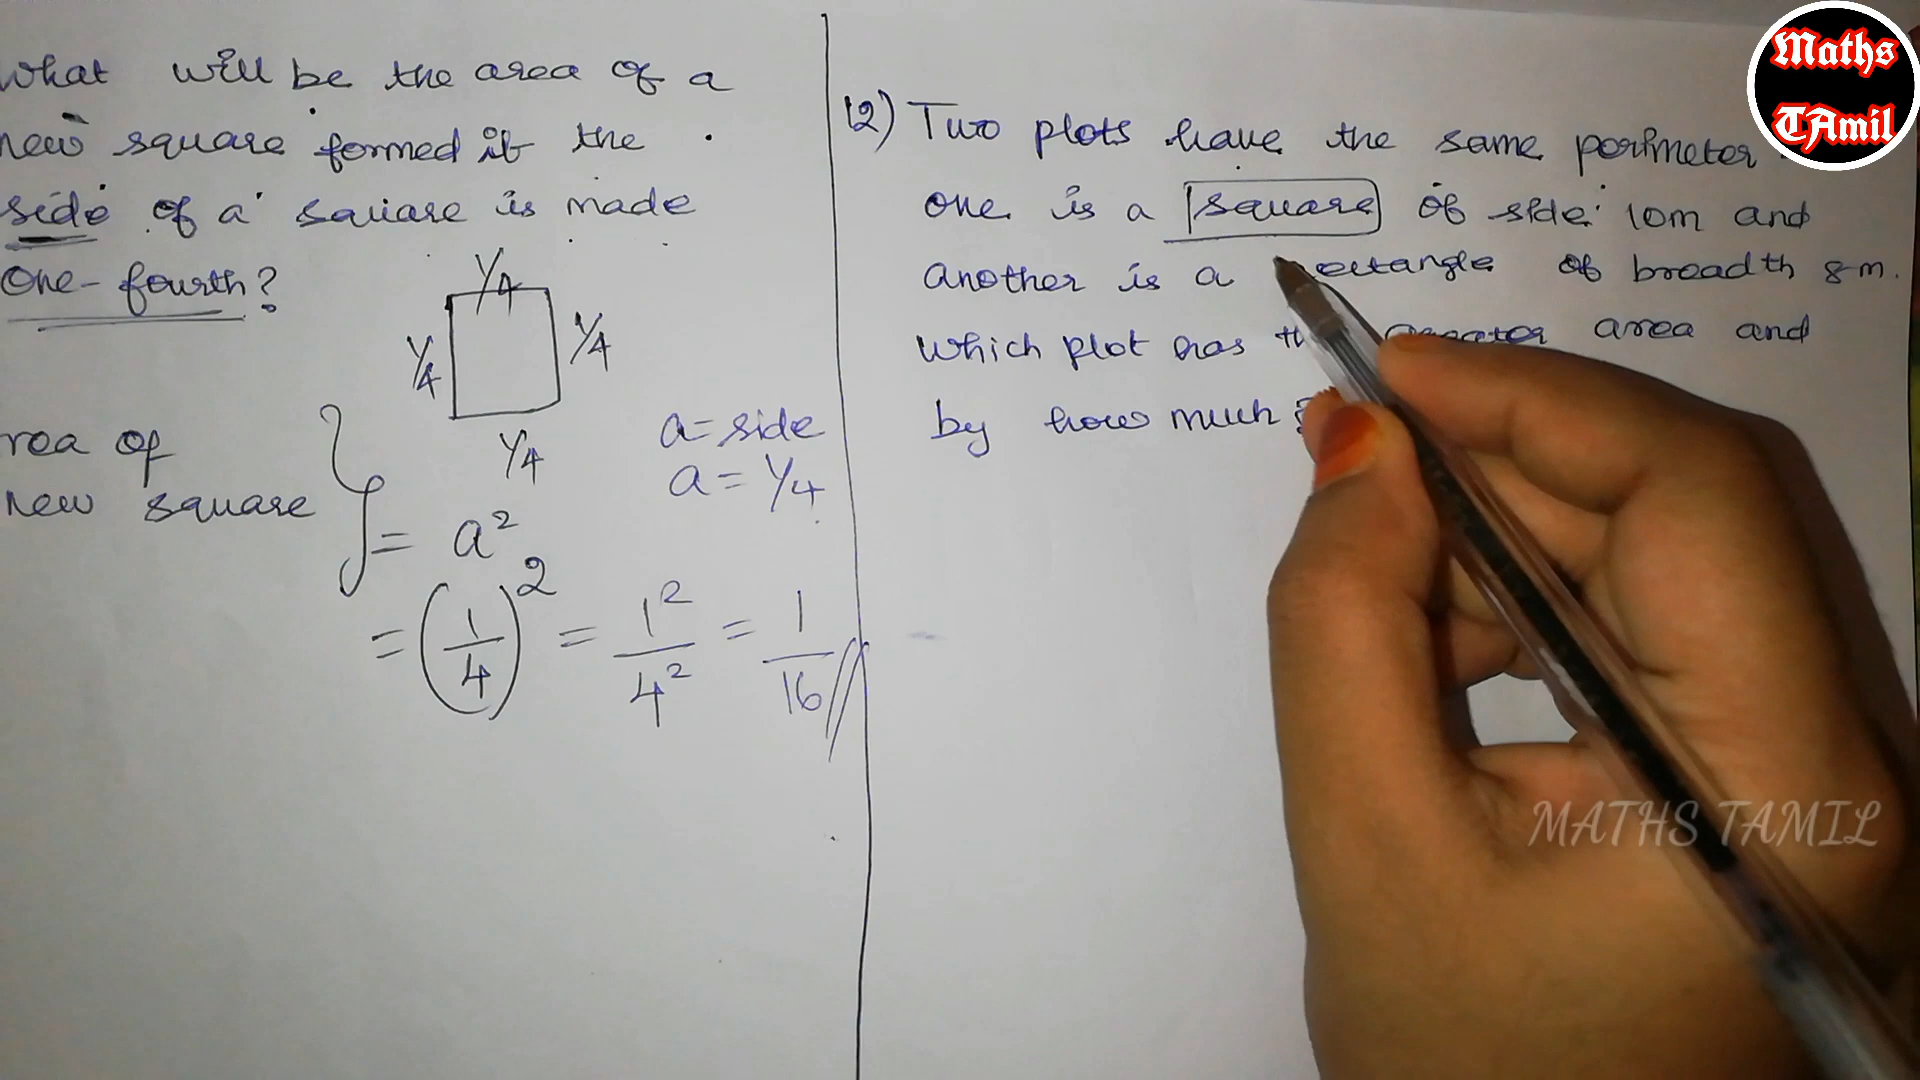 what will be the area of a
new square formed if the
side of a square is made
one-fourth?
1/4
1/4
1/4
1/4
a = side
a = 1/4
rea of
new square
= a²
= (1/4)² = 1²/4² = 1/16
12) Two plots have the same perimeter.
one is a square of side 10m and
another is a rectangle of breadth 8m.
which plot has greater area and
by how much ?
Maths
TAmil
MATHS TAMIL